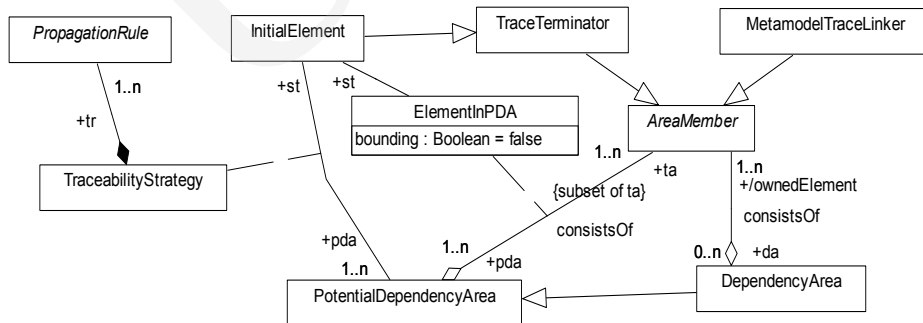 PropagationRule
InitialElement
TraceTerminator
MetamodelTraceLinker
1..n
+st
+st
+tr
ElementInPDA
bounding : Boolean = false
AreaMember
TraceabilityStrategy
1..n
+ta
{subset of ta}
consistsOf
1..n
+/ownedElement
consistsOf
+pda
1..n
1..n
+pda
0..n
+da
PotentialDependencyArea
DependencyArea